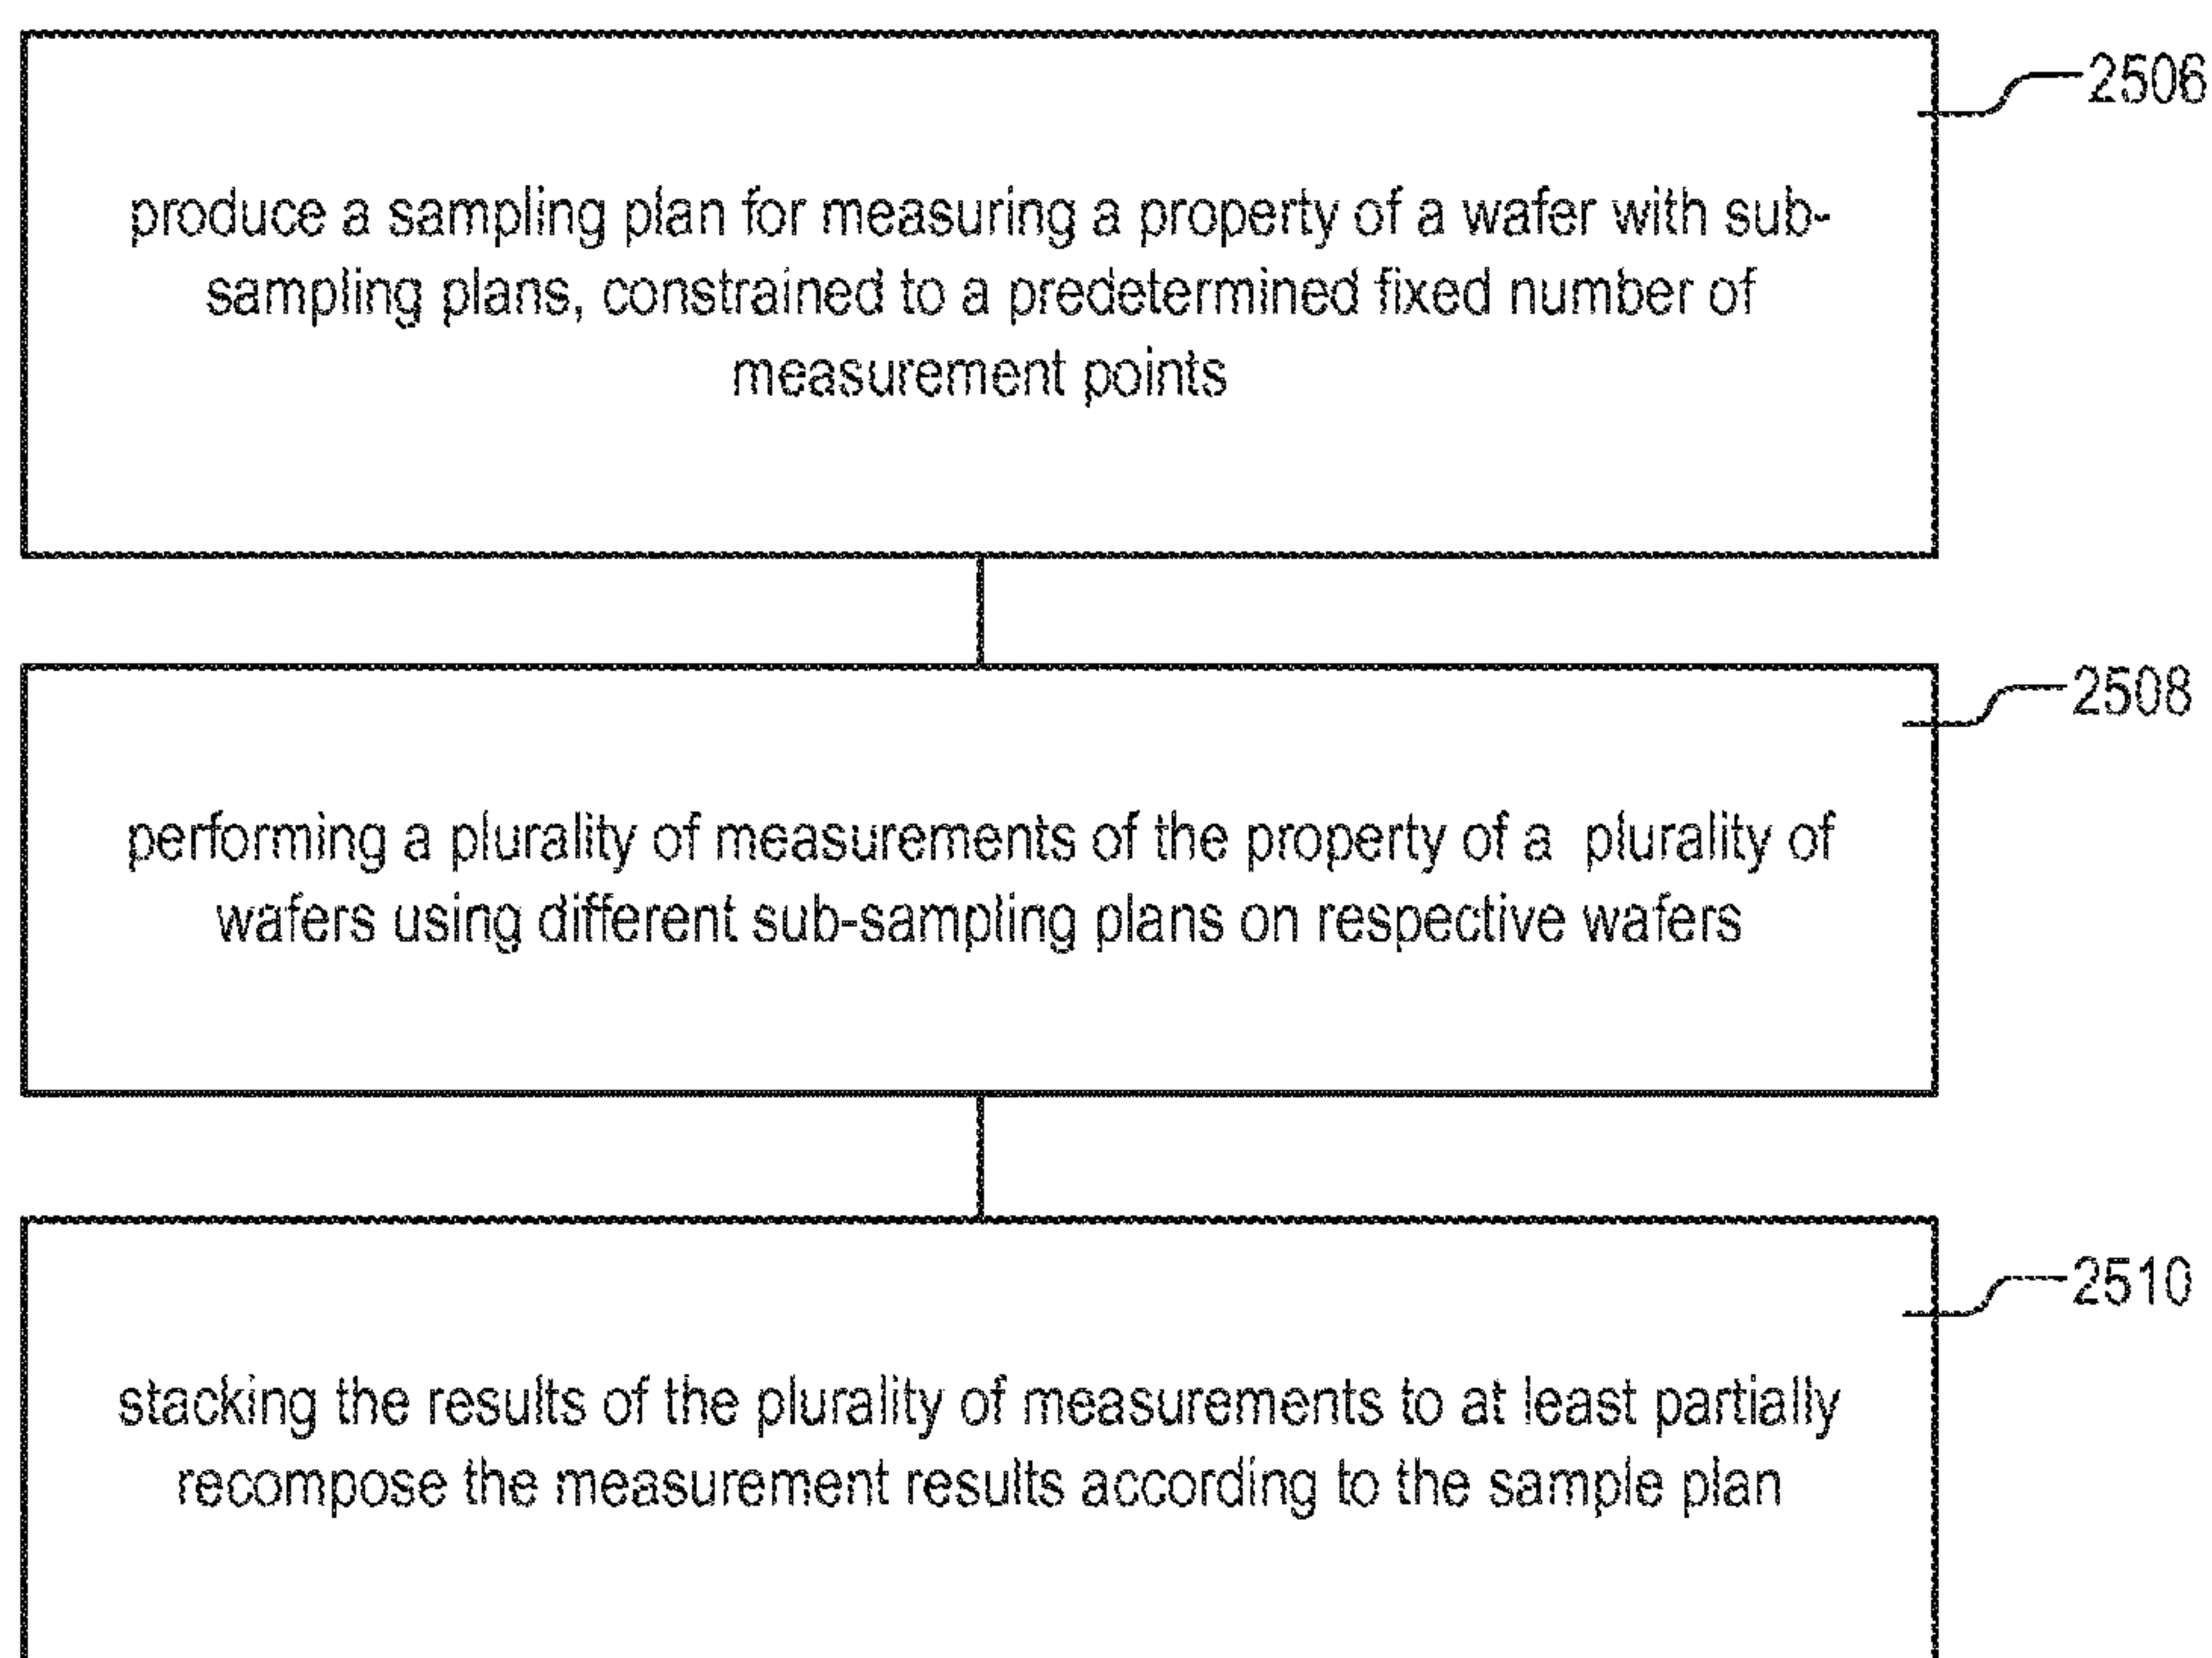 2506
produce a sampling plan for measuring a property of a wafer with sub-
sampling plans, constrained to a predetermined fixed number of
measurement points
2508
performing a plurality of measurements of the property of a plurality of
wafers using different sub-sampling plans on respective wafers
2510
stacking the results of the plurality of measurements to at least partially
recompose the measurement results according to the sample plan